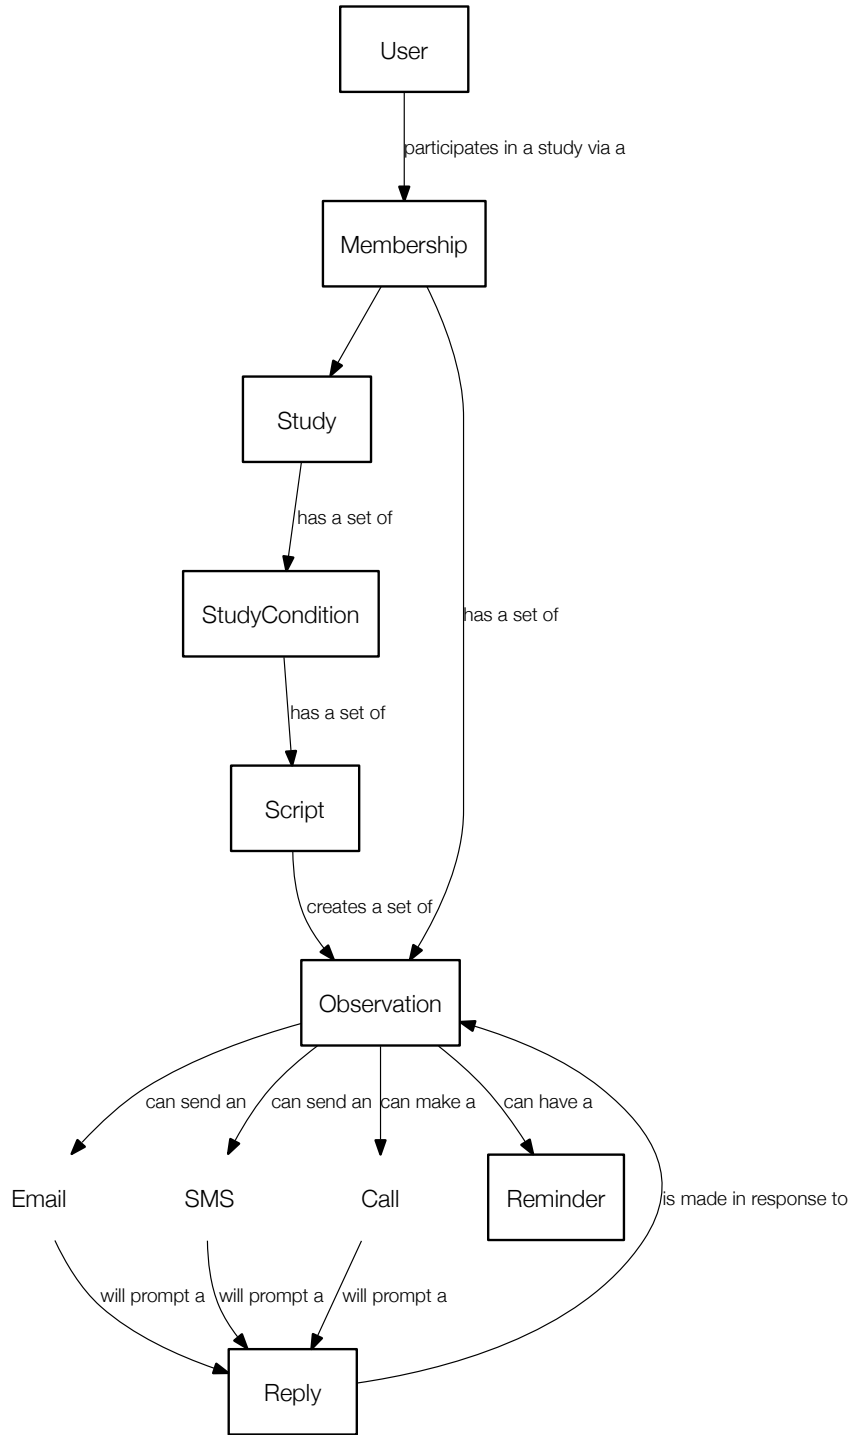 User
participates in a study via a
Membership
Study
has a set of
StudyCondition
has a set of
has a set of
Script
creates a set of
Observation
can send an
can send an
can make a
can have a
Email
SMS
Call
Reminder
is made in response to
will prompt a
will prompt a
will prompt a
Reply